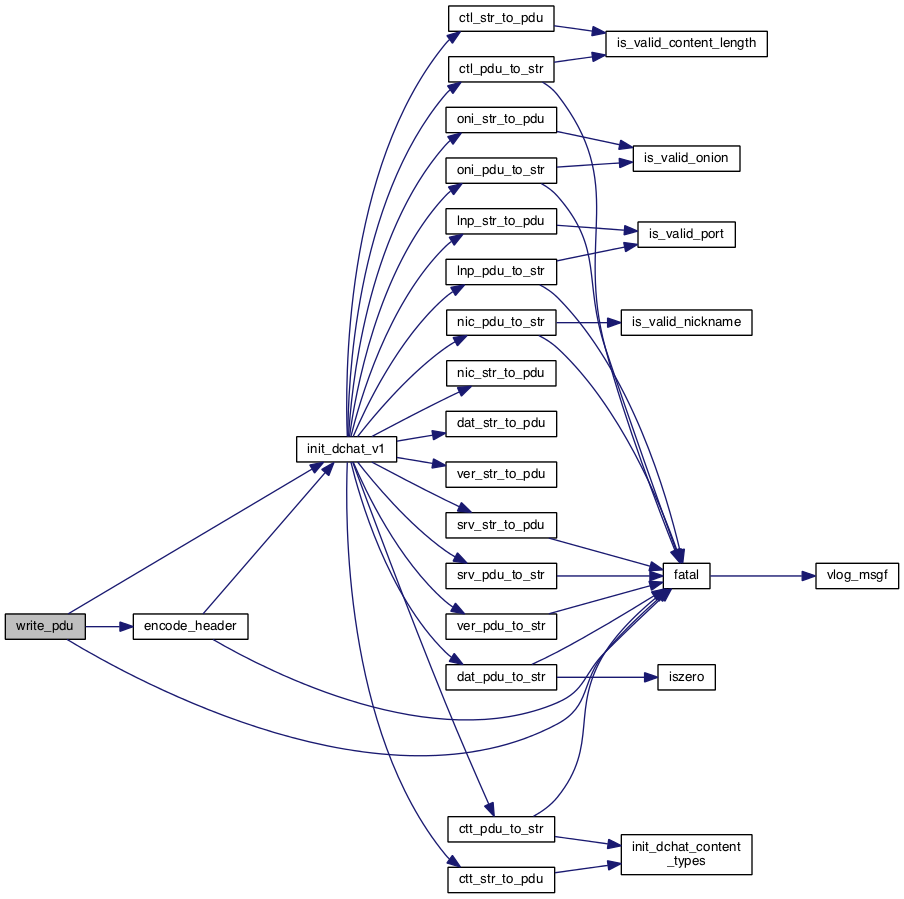 ctl_str_to_pdu
is_valid_content_length
ctl_pdu_to_str
oni_str_to_pdu
is_valid_onion
oni_pdu_to_str
lnp_str_to_pdu
is_valid_port
lnp_pdu_to_str
nic_pdu_to_str
is_valid_nickname
nic_str_to_pdu
dat_str_to_pdu
init_dchat_v1
ver_str_to_pdu
srv_str_to_pdu
srv_pdu_to_str
fatal
vlog_msgf
write_pdu
encode_header
ver_pdu_to_str
dat_pdu_to_str
iszero
ctt_pdu_to_str
init_dchat_content
_types
ctt_str_to_pdu